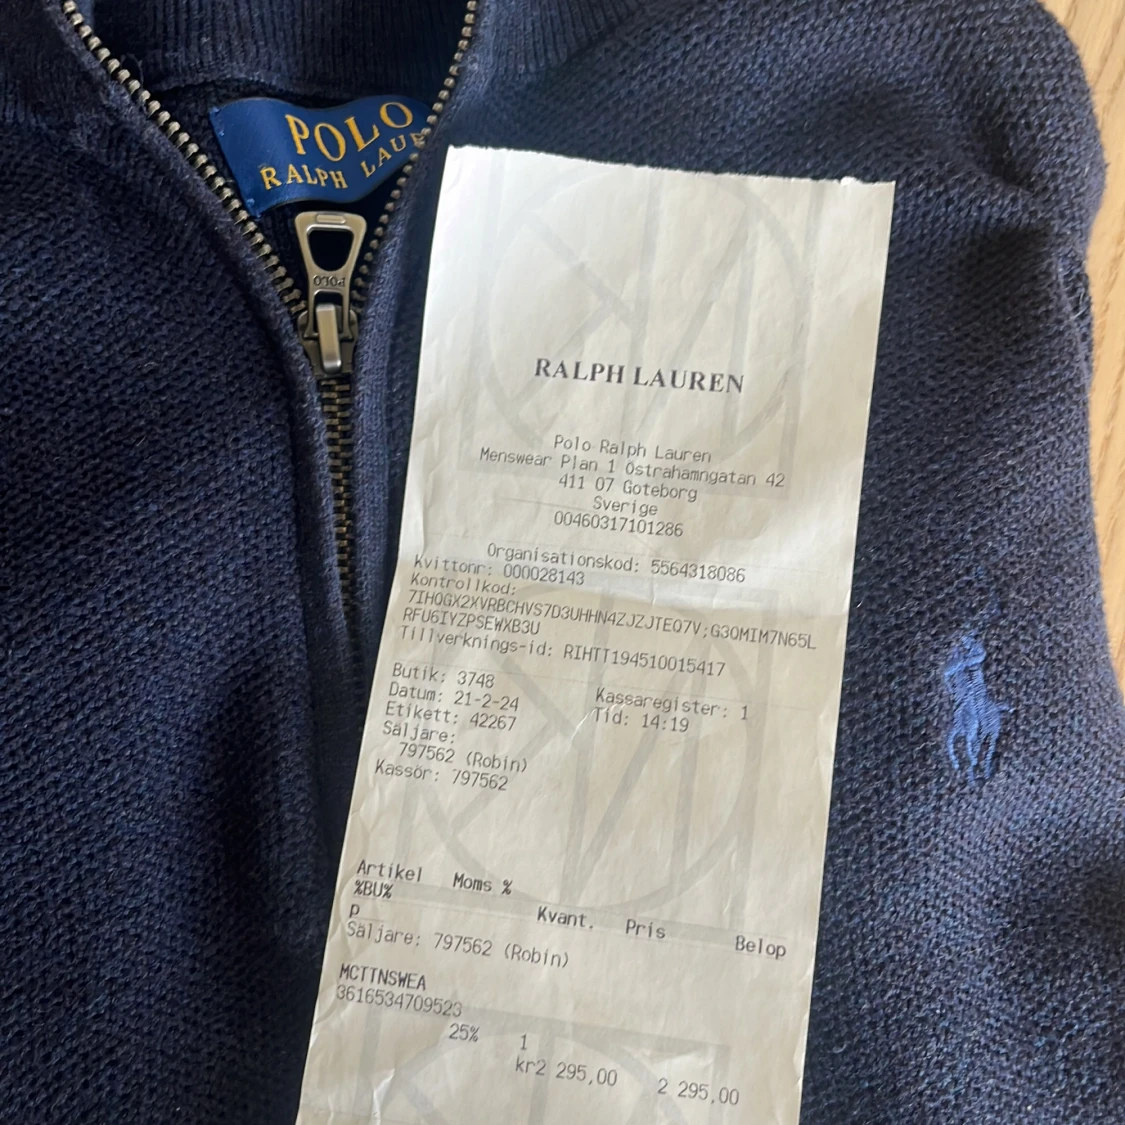 POLO
RALPH LAUR
POLO
RALPH LAUREN
Polo Ralph Lauren
Menswear Plan 1 Ostrahamngatan 42
411 07 Goteborg
Sverige
00460317101286
Organisationskod: 5564318086
Kvittonr: 000028143
Kontrollkod:
7IHOGX2XVRBCHVS7D3UHHN4ZJZJTEO7V;G3OMIM7N65L
RFU6IYZPSEWXB3U
Tillverknings-id: RIHTT194510015417
Butik: 3748 Kassaregister: 1
Datum: 21-2-24 Tid: 14:19
Etikett: 42267
Säljare:
797562 (Robin)
Kassör: 797562
Artikel Moms %
%BU%
p Kvant. Pris Belop
Säljare: 797562 (Robin)
MCTTNSWEA
3616534709523
25% 1
kr2 295,00 2 295,00